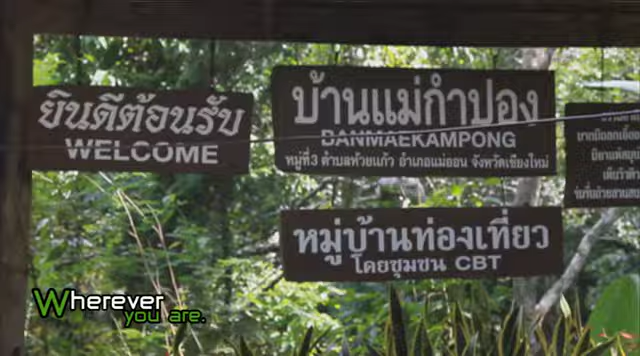 ยินดีต้อนรับ
WELCOME
บ้านแม่กำปอง
BANMAEKAMPONG
หมู่ที่3 ตำบลห้วยแก้ว อำเภอแม่ออน จังหวัดเชียงใหม่
หมู่บ้านท่องเที่ยว
โดยชุมชน CBT
Wherever
you are.